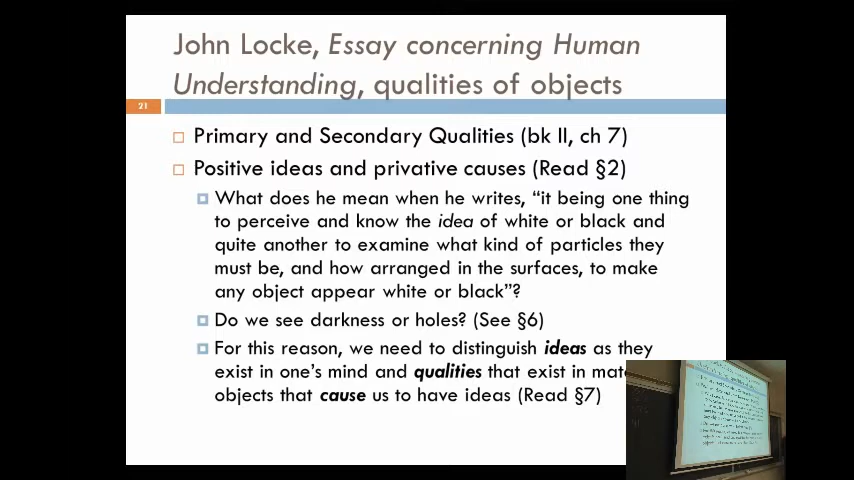 John Locke, Essay concerning Human
Understanding, qualities of objects
21
Primary and Secondary Qualities (bk II, ch 7)
Positive ideas and privative causes (Read §2)
What does he mean when he writes, “it being one thing
to perceive and know the idea of white or black and
quite another to examine what kind of particles they
must be, and how arranged in the surfaces, to make
any object appear white or black”?
Do we see darkness or holes? (See §6)
For this reason, we need to distinguish ideas as they
exist in one’s mind and qualities that exist in
objects that cause us to have ideas (Read §7)